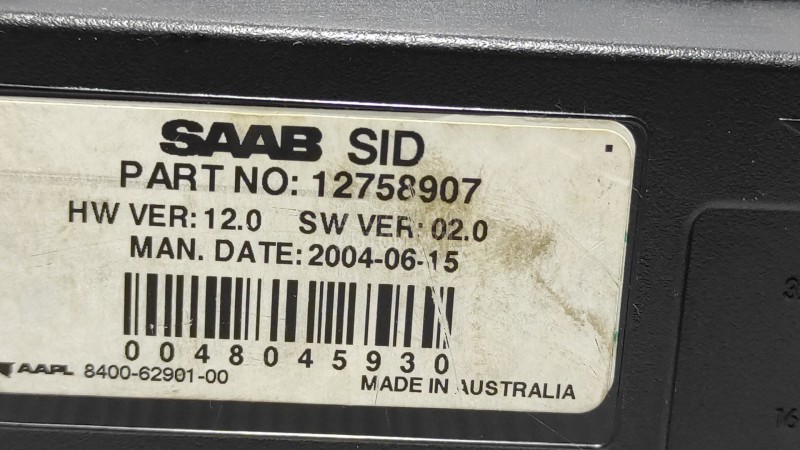 SAAB SID
PART NO: 12758907
HW VER: 12.0 SW VER: 02.0
MAN. DATE: 2004-06-15
0048045930
AAPL 8400-62901-00
MADE IN AUSTRALIA
16